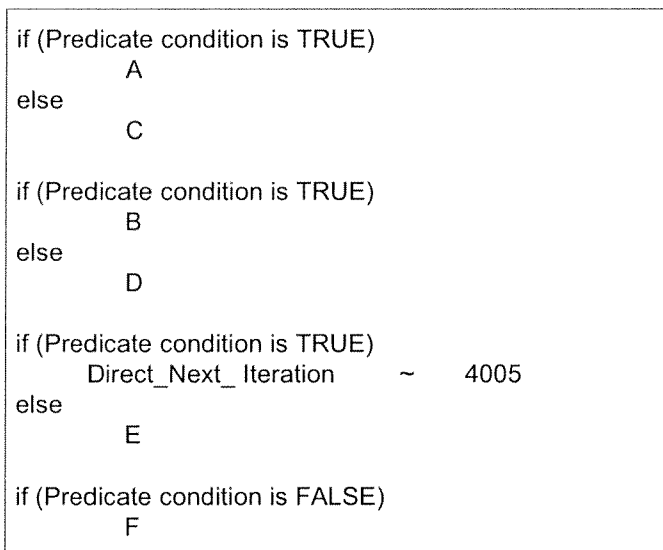 if (Predicate condition is TRUE)
A
else
C
if (Predicate condition is TRUE)
B
else
D
if (Predicate condition is TRUE)
Direct_Next_ Iteration ~ 4005
else
E
if (Predicate condition is FALSE)
F